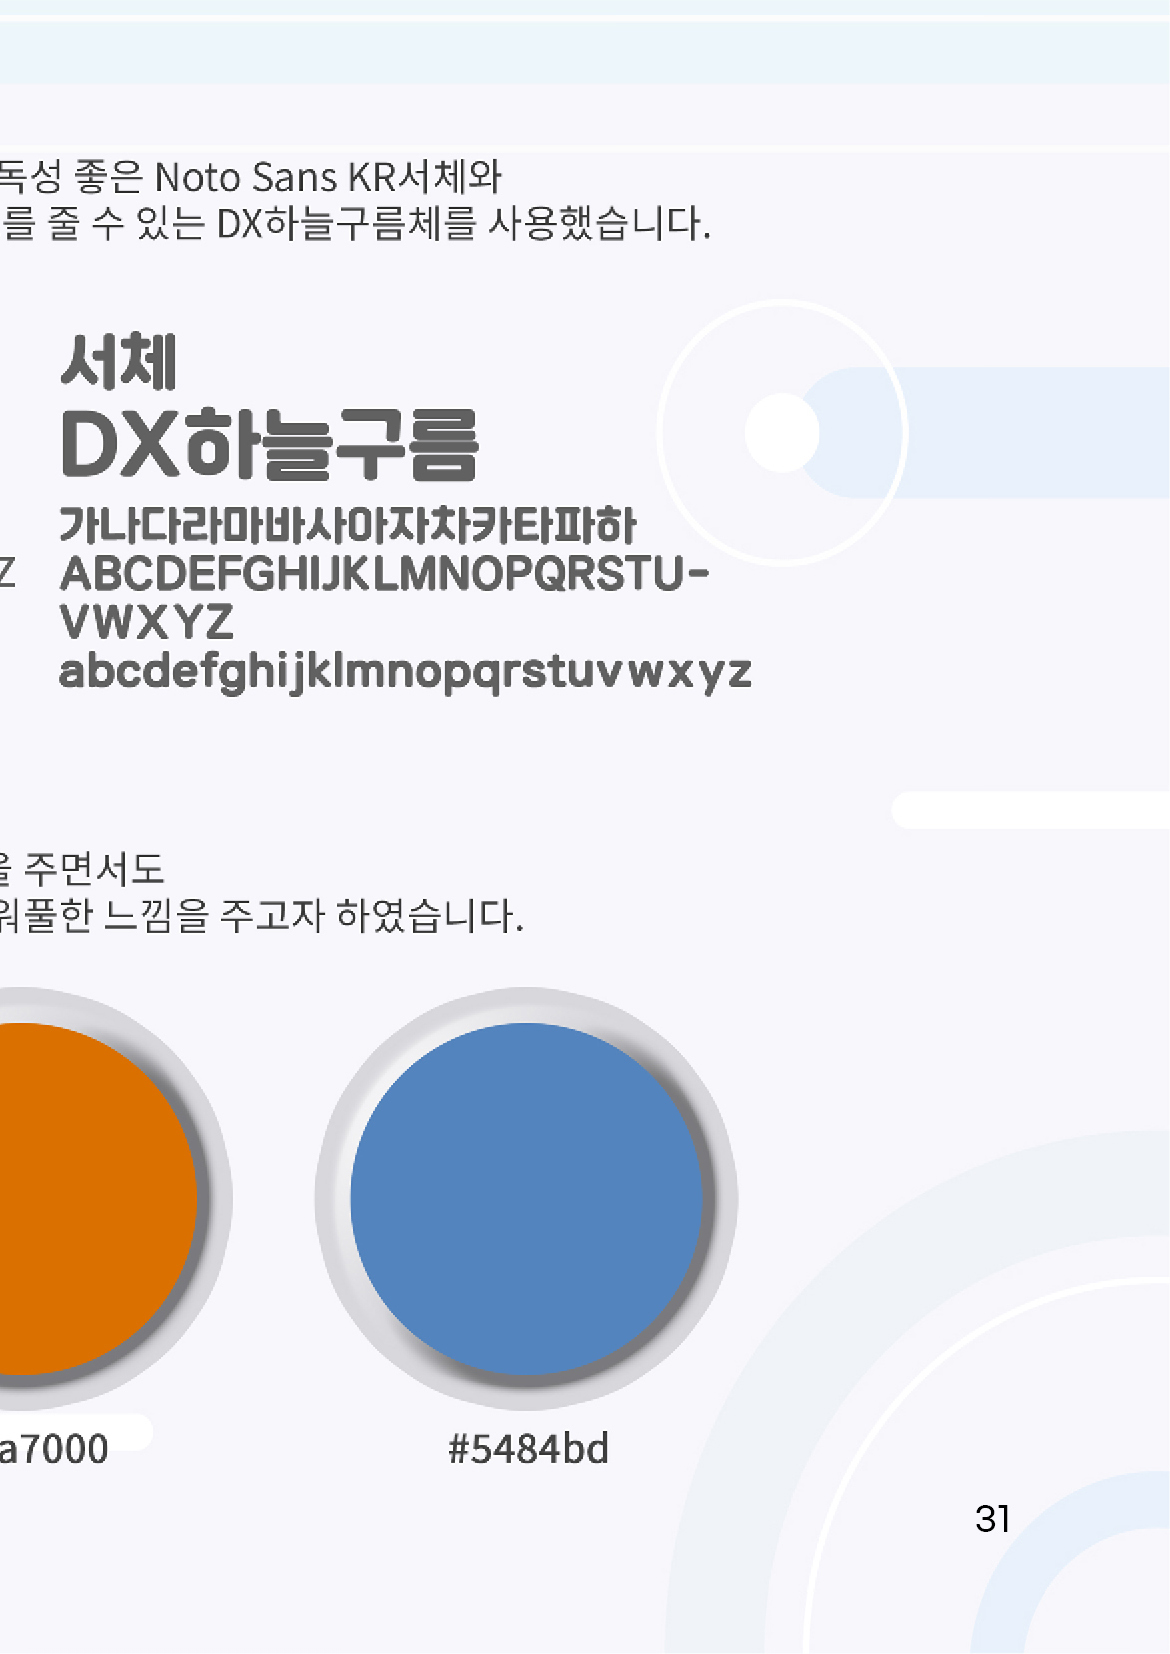 독성 좋은 Noto Sans KR서체와
를 줄 수 있는 DX하늘구름체를 사용했습니다.
서체
DX하늘구름
가나다라마바사아자차카타파하
Z ABCDEFGHIJKLMNOPQRSTU-
VWXYZ
abcdefghijklmnopqrstuvwxyz
을 주면서도
워풀한 느낌을 주고자 하였습니다.
a7000 #5484bd
31